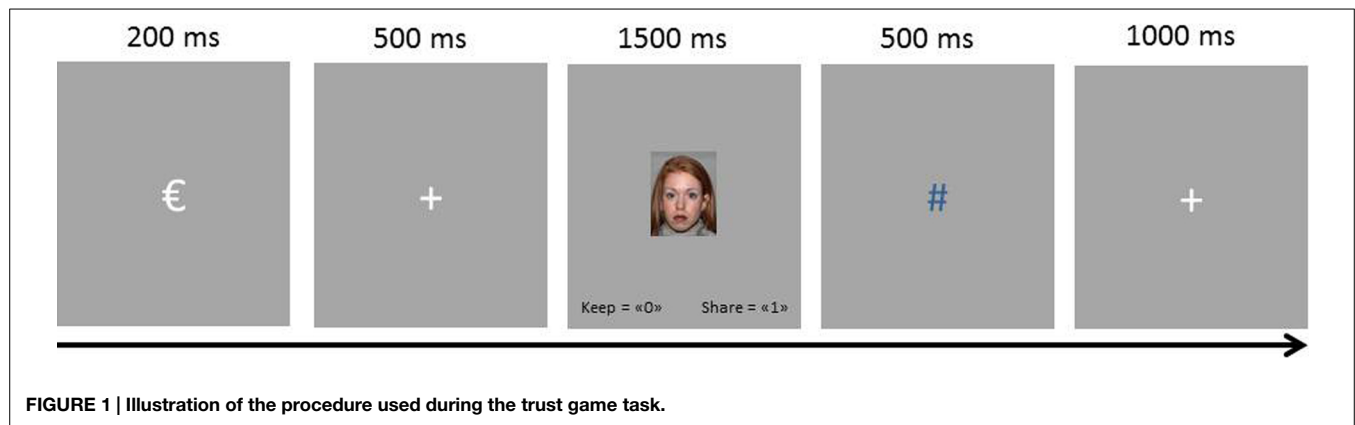 200 ms 500 ms 1500 ms 500 ms 1000 ms
€ + # +
Keep = «0» Share = «1»
FIGURE 1 | Illustration of the procedure used during the trust game task.